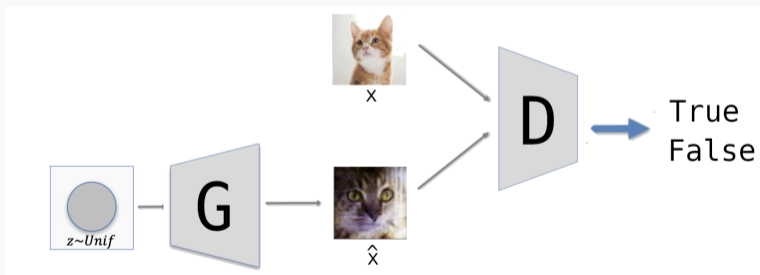 x
D
True
False
G
z~Unif
x̂